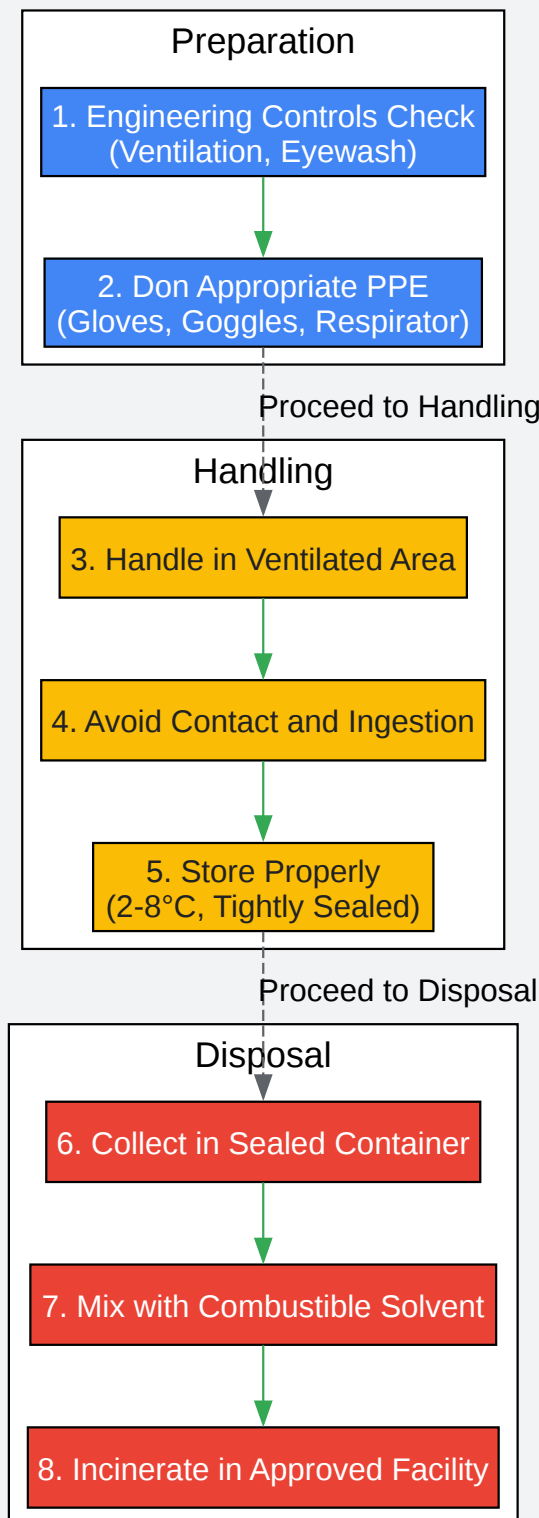 Preparation
1. Engineering Controls Check
(Ventilation, Eyewash)
2. Don Appropriate PPE
(Gloves, Goggles, Respirator)
Proceed to Handling
Handling
3. Handle in Ventilated Area
4. Avoid Contact and Ingestion
5. Store Properly
(2-8°C, Tightly Sealed)
Proceed to Disposal
Disposal
6. Collect in Sealed Container
7. Mix with Combustible Solvent
8. Incinerate in Approved Facility